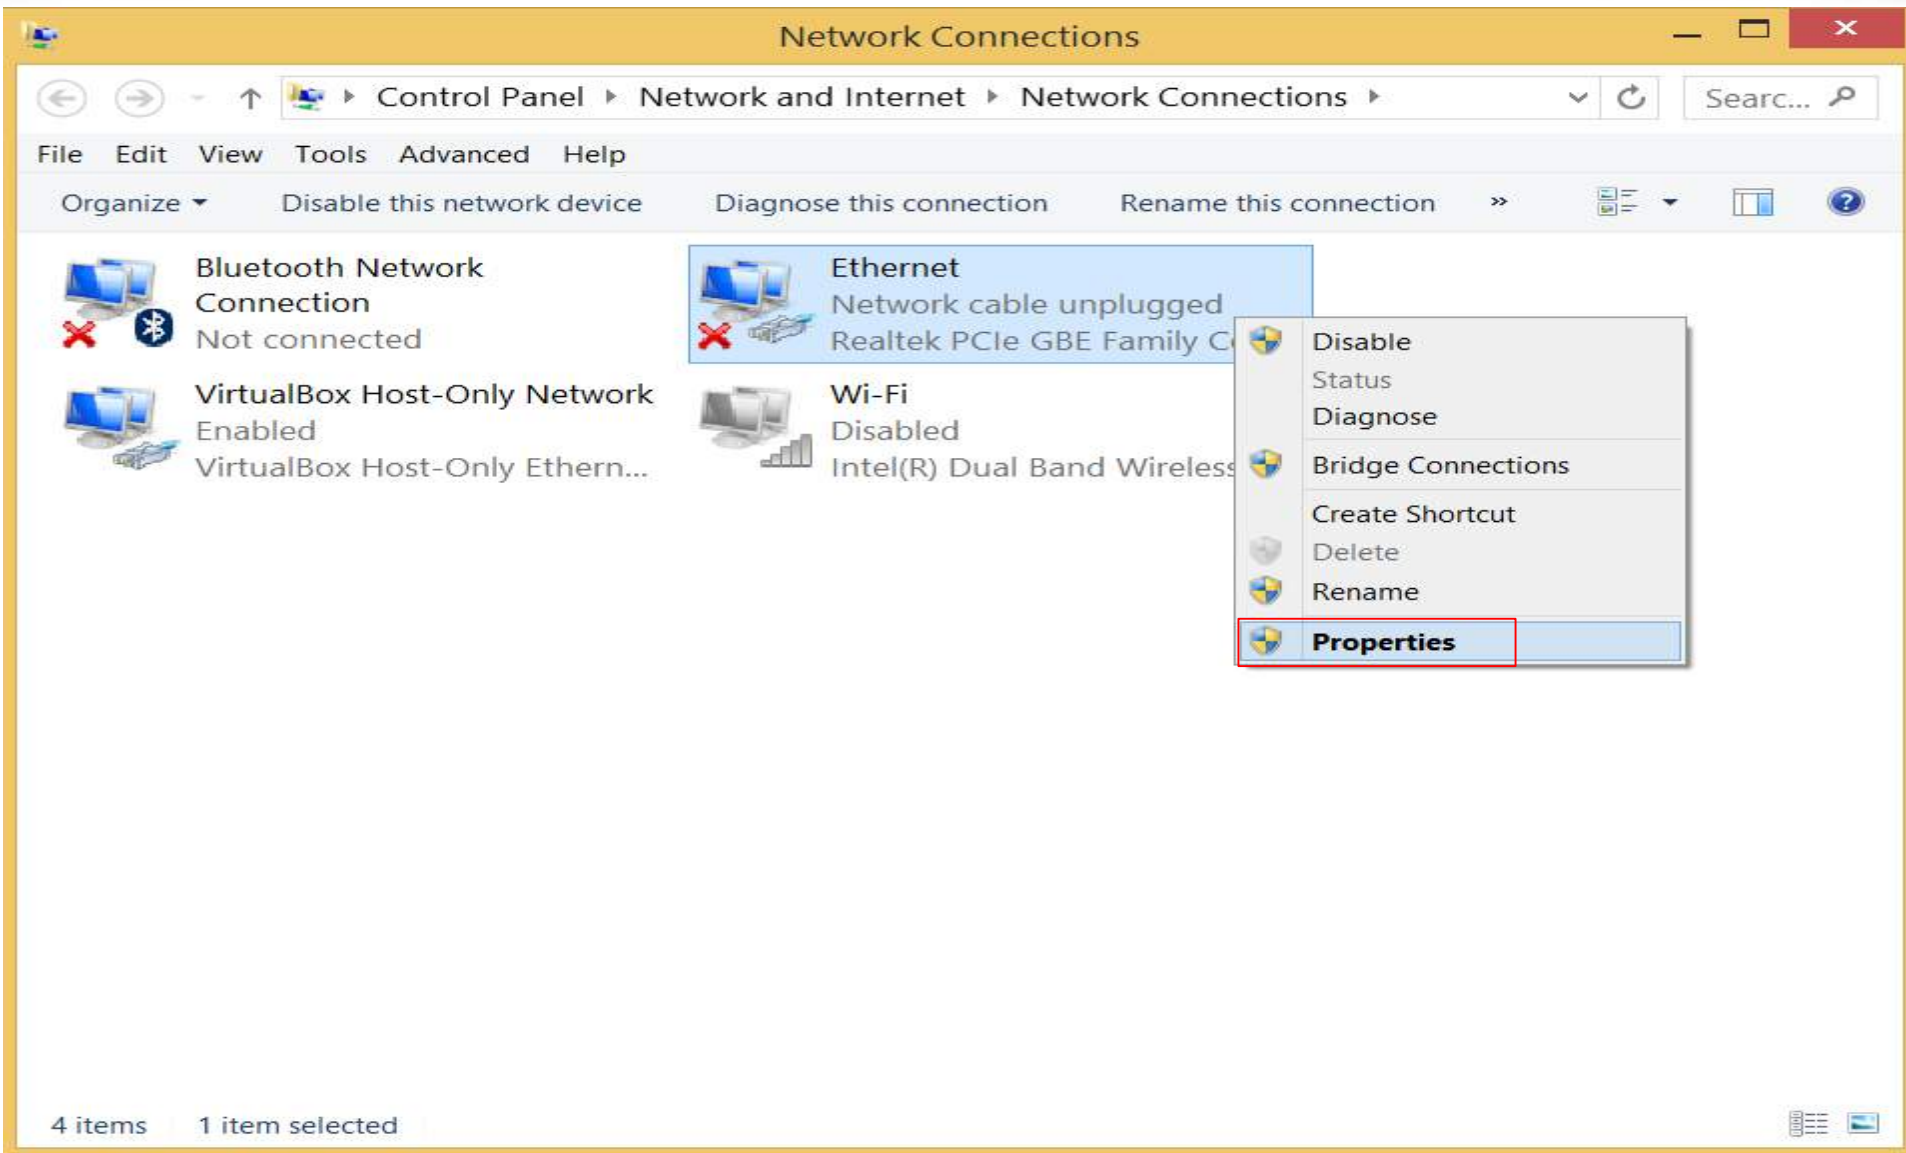 Network Connections
Control Panel Network and Internet Network Connections
Searc...
File Edit View Tools Advanced Help
Organize Disable this network device Diagnose this connection Rename this connection »
Bluetooth Network
Connection
Not connected
Ethernet
Network cable unplugged
Realtek PCIe GBE Family C
VirtualBox Host-Only Network
Enabled
VirtualBox Host-Only Ethern...
Wi-Fi
Disabled
Intel(R) Dual Band Wireless
Disable
Status
Diagnose
Bridge Connections
Create Shortcut
Delete
Rename
Properties
4 items 1 item selected